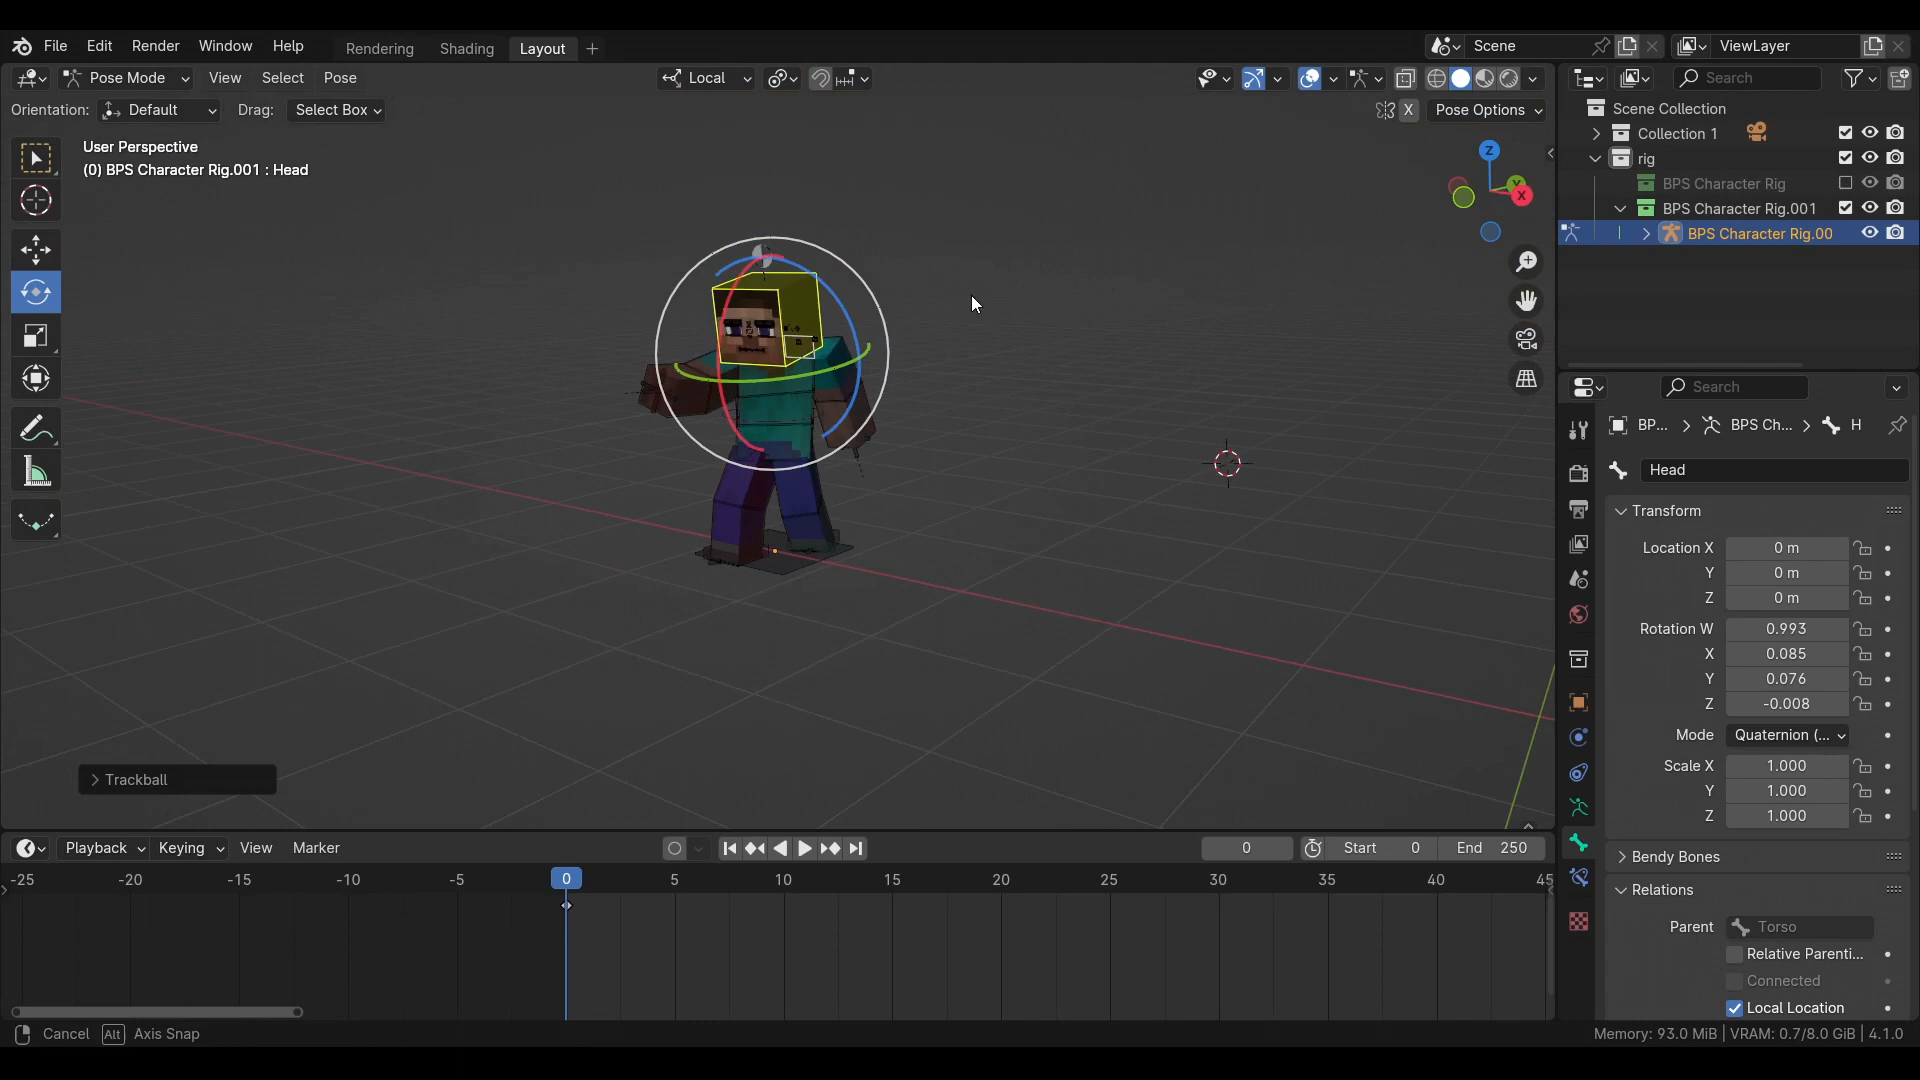 File Edit Render Window Help Rendering Shading Layout + Scene ViewLayer
Pose Mode View Select Pose Local Search
Orientation: Default Drag: Select Box X Pose Options
User Perspective
(0) BPS Character Rig.001 : Head
Z
Y
X
Scene Collection
Collection 1
rig
BPS Character Rig
BPS Character Rig.001
BPS Character Rig.00
Search
BP... > BPS Ch... > H
Head
Transform
Location X 0 m
Y 0 m
Z 0 m
Rotation W 0.993
X 0.085
Y 0.076
Z -0.008
Mode Quaternion (...
Scale X 1.000
Y 1.000
Z 1.000
Bendy Bones
Relations
Parent Torso
Relative Parenti...
Connected
Local Location
Trackball
Playback Keying View Marker 0 Start 0 End 250
-25 -20 -15 -10 -5 0 5 10 15 20 25 30 35 40 45
Cancel Alt Axis Snap Memory: 93.0 MiB | VRAM: 0.7/8.0 GiB | 4.1.0